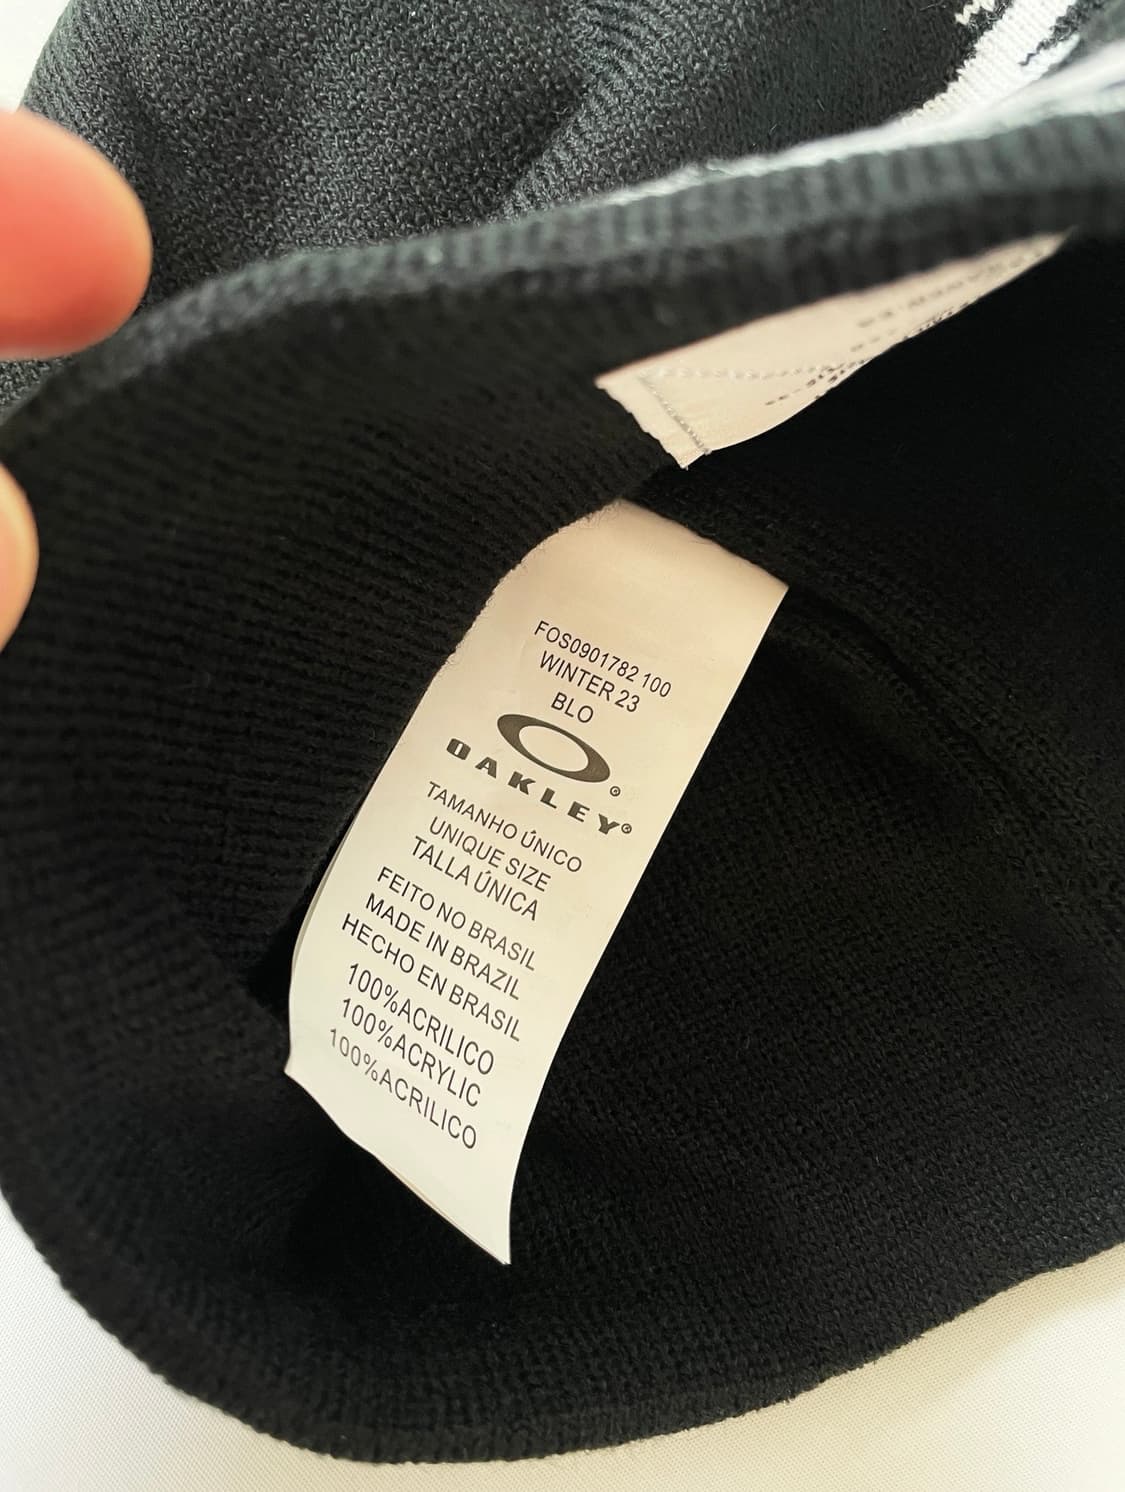 FOS0901782 100
WINTER 23
BLO
OAKLEY®
TAMANHO ÚNICO
UNIQUE SIZE
TALLA ÚNICA
FEITO NO BRASIL
MADE IN BRAZIL
HECHO EN BRASIL
100%ACRILICO
100%ACRYLIC
100%ACRILICO